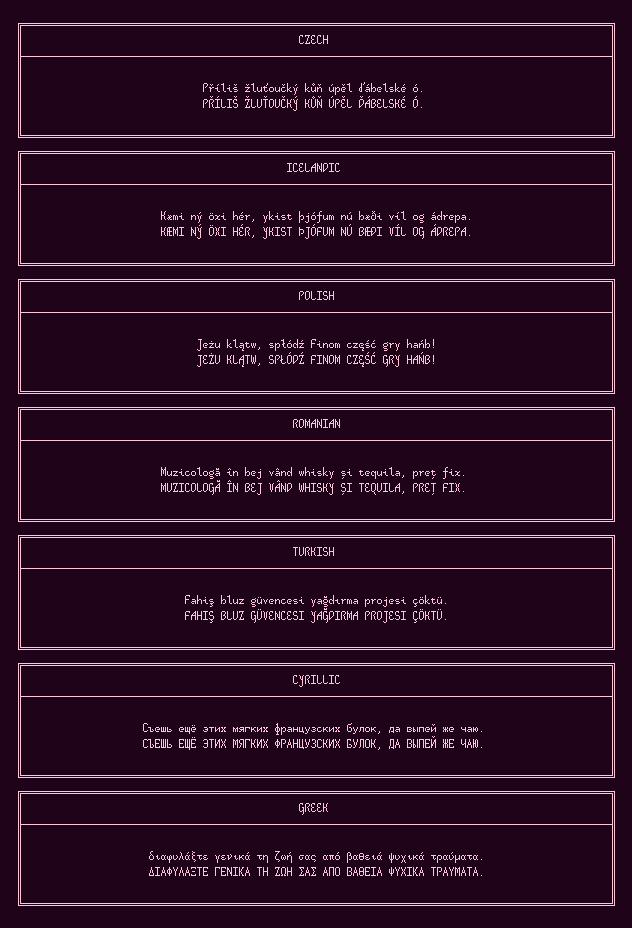 CZECH
Příliš žluťoučký kůň úpěl ďábelské ó.
PŘÍLIŠ ŽLUŤOUČKÝ KŮŇ ÚPĚL ĎÁBELSKÉ Ó.
ICELANDIC
Kæmi ný öxi hér, ykist þjófum nú bæði víl og ádrepa.
KÆMI NÝ ÖXI HÉR, YKIST ÞJÓFUM NÚ BÆÐI VÍL OG ÁDREPA.
POLISH
Jeżu klątw, spłódź Finom część gry hańb!
JEŻU KLĄTW, SPŁÓDŹ FINOM CZĘŚĆ GRY HAŃB!
ROMANIAN
Muzicologă în bej vând whisky și tequila, preț fix.
MUZICOLOGĂ ÎN BEJ VÂND WHISKY ȘI TEQUILA, PREȚ FIX.
TURKISH
Fahiş bluz güvencesi yağdırma projesi çöktü.
FAHIŞ BLUZ GÜVENCESI YAĞDIRMA PROJESI ÇÖKTÜ.
CYRILLIC
Съешь ещё этих мягких французских булок, да выпей же чаю.
СЪЕШЬ ЕЩЁ ЭТИХ МЯГКИХ ФРАНЦУЗСКИХ БУЛОК, ДА ВЫПЕЙ ЖЕ ЧАЮ.
GREEK
διαφυλάξτε γενικά τη ζωή σας από βαθειά ψυχικά τραύματα.
ΔΙΑΦΥΛΑΞΤΕ ΓΕΝΙΚΑ ΤΗ ΖΩΗ ΣΑΣ ΑΠΟ ΒΑΘΕΙΑ ΨΥΧΙΚΑ ΤΡΑΥΜΑΤΑ.